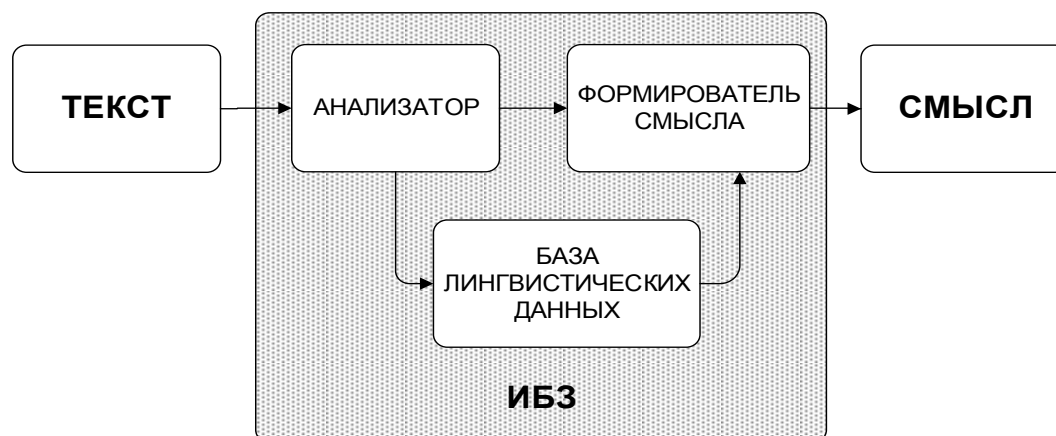 ТЕКСТ
АНАЛИЗАТОР
ФОРМИРОВАТЕЛЬ
СМЫСЛА
СМЫСЛ
БАЗА
ЛИНГВИСТИЧЕСКИХ
ДАННЫХ
ИБЗ